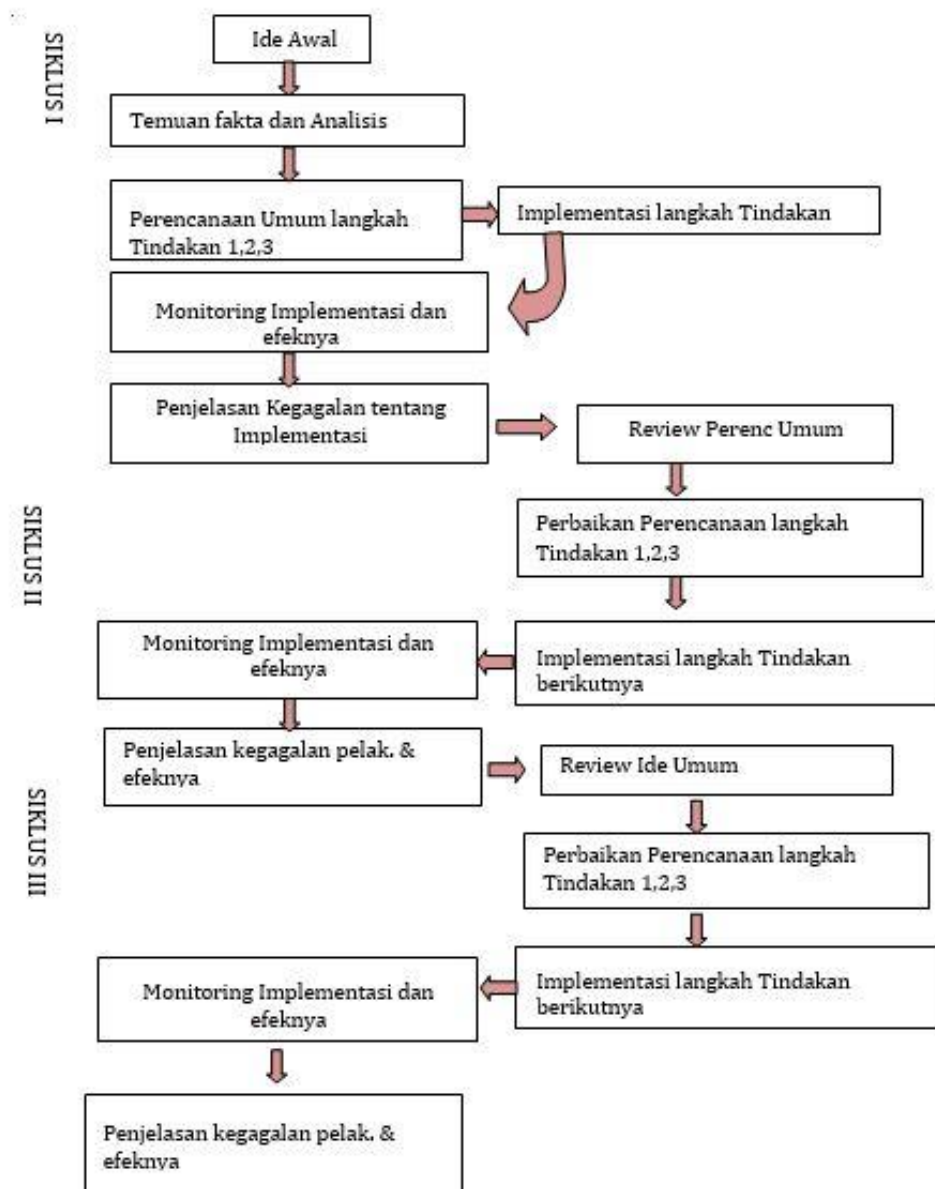 SIKLUS I
Ide Awal
Temuan fakta dan Analisis
Perencanaan Umum langkah
Tindakan 1,2,3
Implementasi langkah Tindakan
Monitoring Implementasi dan
efeknya
Penjelasan Kegagalan tentang
Implementasi
Review Perenc Umum
SIKLUS II
Perbaikan Perencanaan langkah
Tindakan 1,2,3
Implementasi langkah Tindakan
berikutnya
Monitoring Implementasi dan
efeknya
Penjelasan kegagalan pelak. &
efeknya
Review Ide Umum
SIKLUS III
Perbaikan Perencanaan langkah
Tindakan 1,2,3
Implementasi langkah Tindakan
berikutnya
Monitoring Implementasi dan
efeknya
Penjelasan kegagalan pelak. &
efeknya